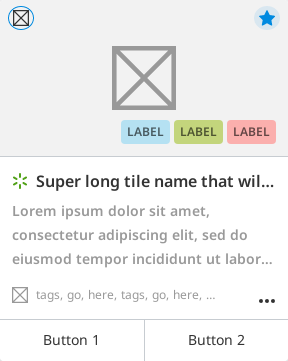 LABEL LABEL LABEL
Super long tile name that wil...
Lorem ipsum dolor sit amet,
consectetur adipiscing elit, sed do
eiusmod tempor incididunt ut labor...
tags, go, here, tags, go, here, ...
Button 1 Button 2